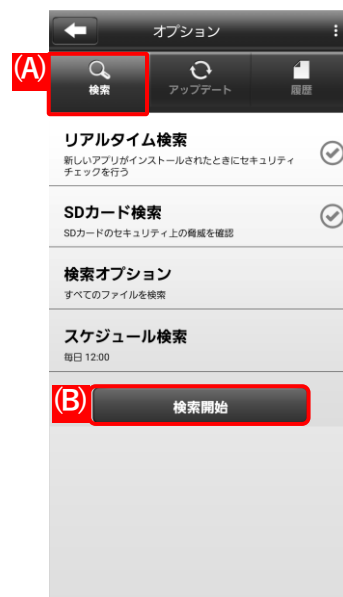 オプション
(A)
検索
アップデート
履歴
リアルタイム検索
新しいアプリがインストールされたときにセキュリティ
チェックを行う
SDカード検索
SDカードのセキュリティ上の脅威を確認
検索オプション
すべてのファイルを検索
スケジュール検索
毎日 12:00
(B)
検索開始